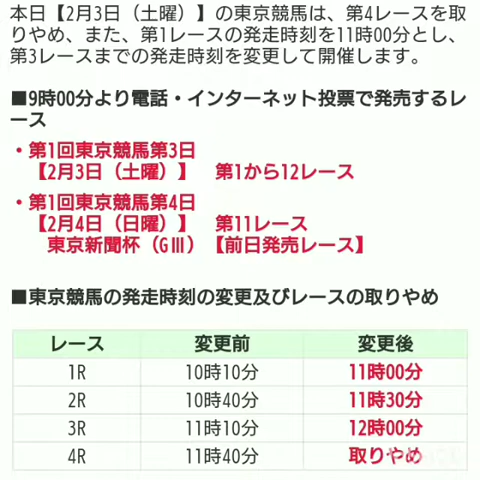 本日【2月3日(土曜)】の東京競馬は、第4レースを取
りやめ、また、第1レースの発走時刻を11時00分とし、
第3レースまでの発走時刻を変更して開催します。
■9時00分より電話・インターネット投票で発売するレ
ース
・第1回東京競馬第3日
【2月3日(土曜)】 第1から12レース
・第1回東京競馬第4日
【2月4日(日曜)】 第11レース
東京新聞杯(GⅢ)【前日発売レース】
■東京競馬の発走時刻の変更及びレースの取りやめ
レース 変更前 変更後
1R 10時10分 11時00分
2R 10時40分 11時30分
3R 11時10分 12時00分
4R 11時40分 取りやめ